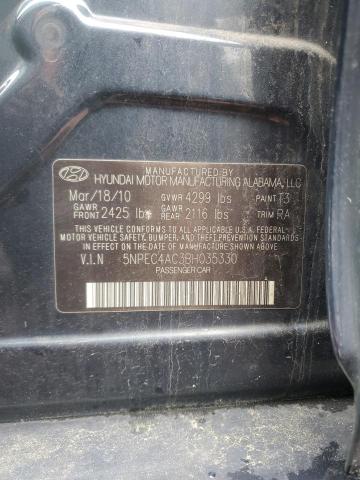 MANUFACTURED BY
HYUNDAI MOTOR MANUFACTURING ALABAMA, LLC
Mar/18/10 GVWR 4299 lbs PAINT T3
GAWR FRONT 2425 lbs GAWR REAR 2116 lbs TRIM RA
THIS VEHICLE CONFORMS TO ALL APPLICABLE U.S.A. FEDERAL
MOTOR VEHICLE SAFETY, BUMPER, AND THEFT PREVENTION
STANDARDS IN EFFECT ON THE DATE OF MANUFACTURE SHOWN ABOVE.
V.I.N 5NPEC4AC3BH035330
PASSENGER CAR